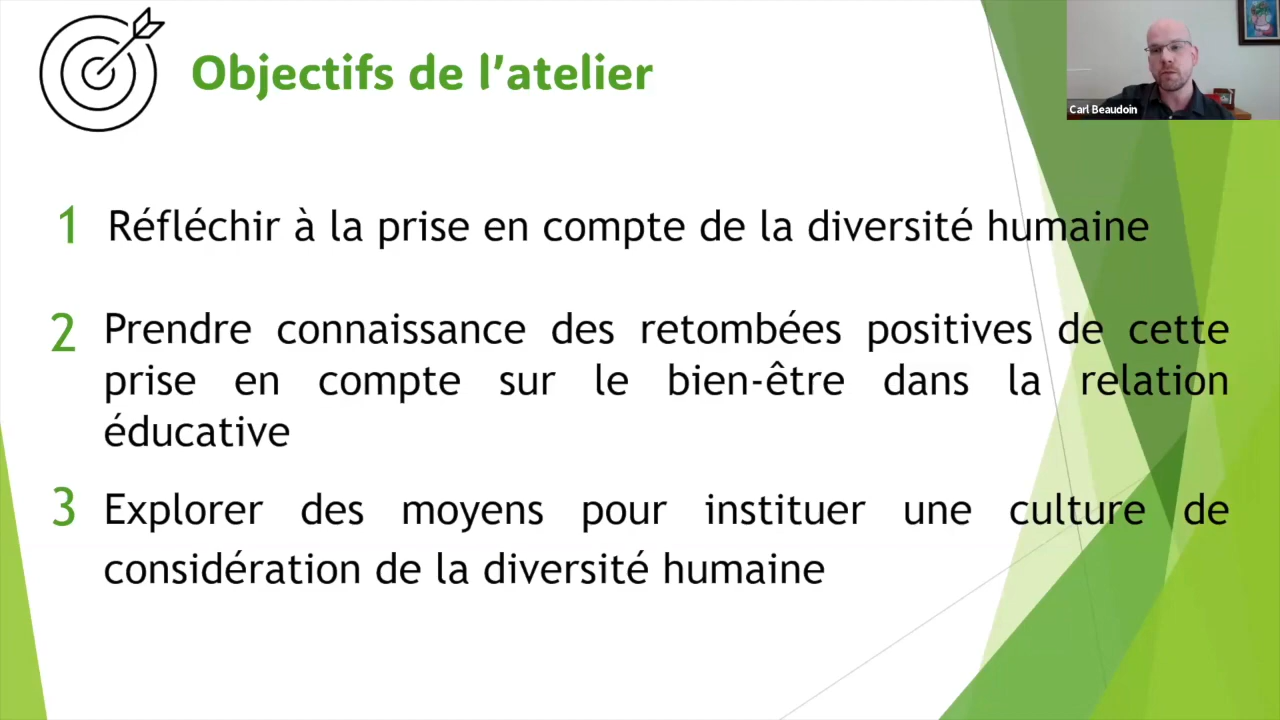 Objectifs de l'atelier
Carl Beaudoin
1 Réfléchir à la prise en compte de la diversité humaine
2 Prendre connaissance des retombées positives de cette
prise en compte sur le bien-être dans la relation
éducative
3 Explorer des moyens pour instituer une culture de
considération de la diversité humaine